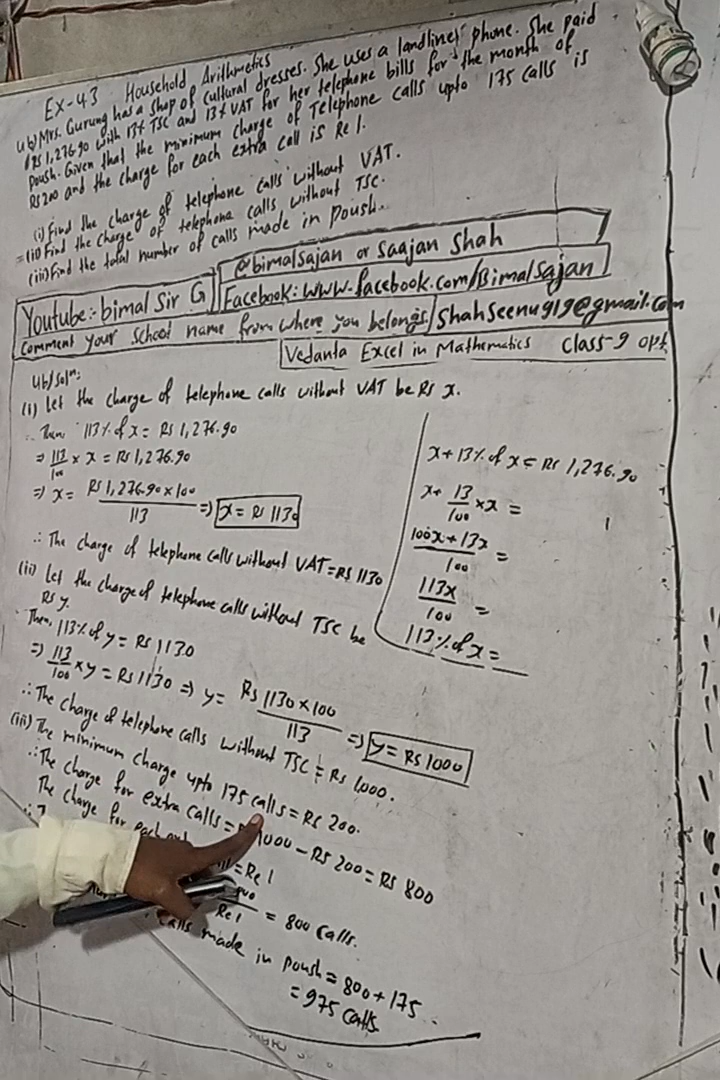 Ex-4.3 Household Arithmetics
4b) Mrs. Gurung has a shop of cultural dresses. She uses a landline phone. She paid
Rs 1,276.90 with 13% TSC and 13% VAT for her telephone bills for the month of
Poush. Given that the minimum charge of Telephone calls upto 175 calls is
Rs 200 and the charge for each extra call is Re 1.
(i) Find the charge of telephone calls without VAT.
(ii) Find the charge of telephone calls without TSC.
(iii) Find the total number of calls made in Poush.
@bimalsajan or Saajan Shah
Youtube:- bimal Sir G
Facebook: www.facebook.com/Bimalsajan
Comment your school name from where you belongs
Shahseenu919@gmail.com
Vedanta Excel in Mathematics Class-9 opt
4b) Soln:
(i) Let the charge of telephone calls without VAT be Rs x.
∴ Then, 113% of x = Rs 1,276.90
⇒ 113/100 × x = Rs 1,276.90
⇒ x = Rs 1,276.90×100/113 ⇒ x = Rs 1130
∴ The charge of telephone calls without VAT = Rs 1130
x + 13% of x = Rs 1,276.90
x + 13/100 × x =
100x + 13x/100 =
113x/100 =
113% of x =
(ii) Let the charge of telephone calls without TSC be
Rs y.
Then, 113% of y = Rs 1130
⇒ 113/100 × y = Rs 1130 ⇒ y = Rs 1130×100/113 ⇒ y = Rs 1000
∴ The charge of telephone calls without TSC = Rs 1000.
(iii) The minimum charge upto 175 calls = Rs 200.
∴ The charge for extra calls = 1000 - Rs 200 = Rs 800
The charge for each = Re 1
Re 1 = 800 calls.
calls made in Poush = 800 + 175
= 975 calls